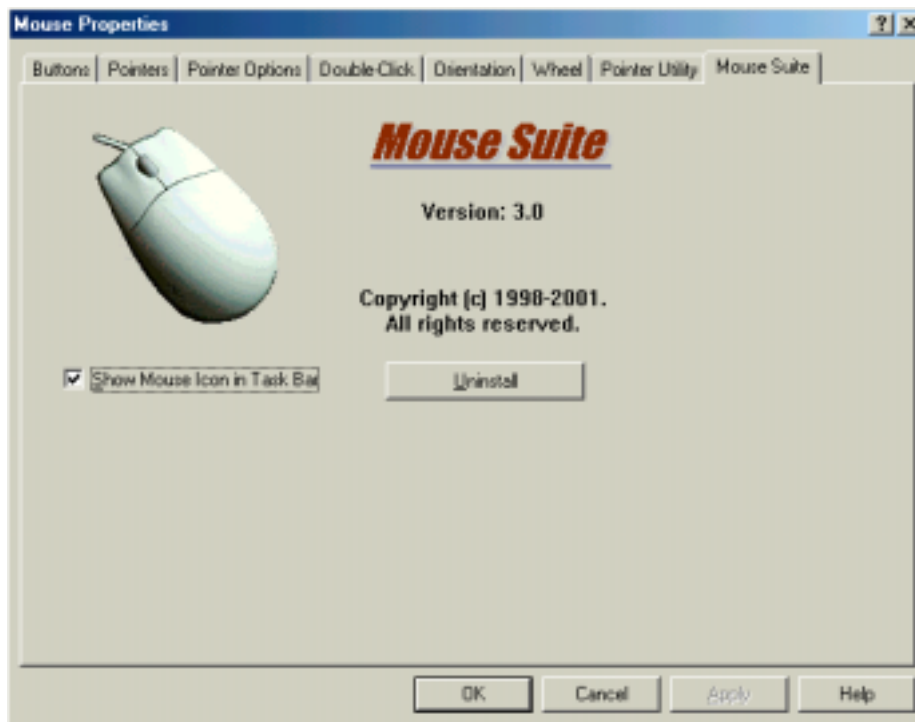 Mouse Properties
Buttons Pointers Pointer Options Double-Click Orientation Wheel Pointer Utility Mouse Suite
Mouse Suite
Version: 3.0
Copyright (c) 1998-2001.
All rights reserved.
Show Mouse Icon in Task Bar Uninstall
OK Cancel Apply Help